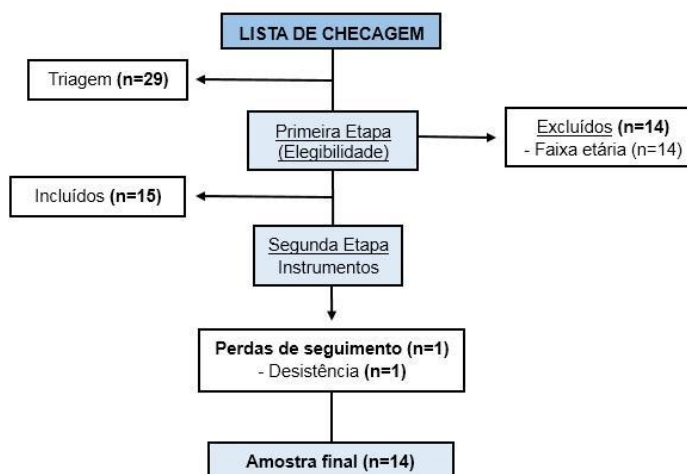 LISTA DE CHECAGEM
Triagem (n=29)
Primeira Etapa
(Elegibilidade)
Excluídos (n=14)
- Faixa etária (n=14)
Incluídos (n=15)
Segunda Etapa
Instrumentos
Perdas de seguimento (n=1)
- Desistência (n=1)
Amostra final (n=14)